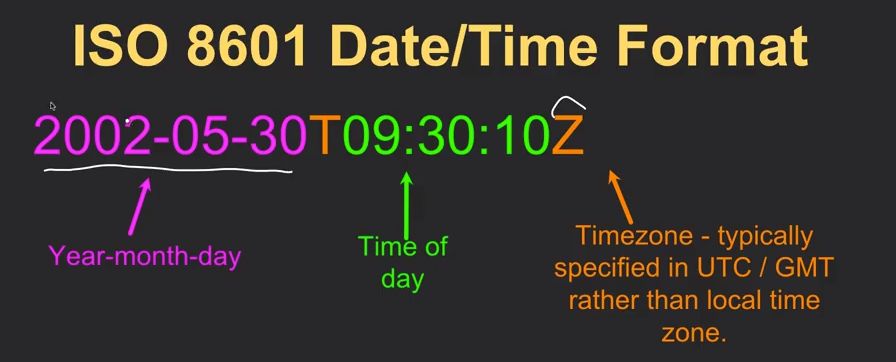 ISO 8601 Date/Time Format
2002-05-30T09:30:10Z
Year-month-day
Time of
day
Timezone - typically
specified in UTC / GMT
rather than local time
zone.